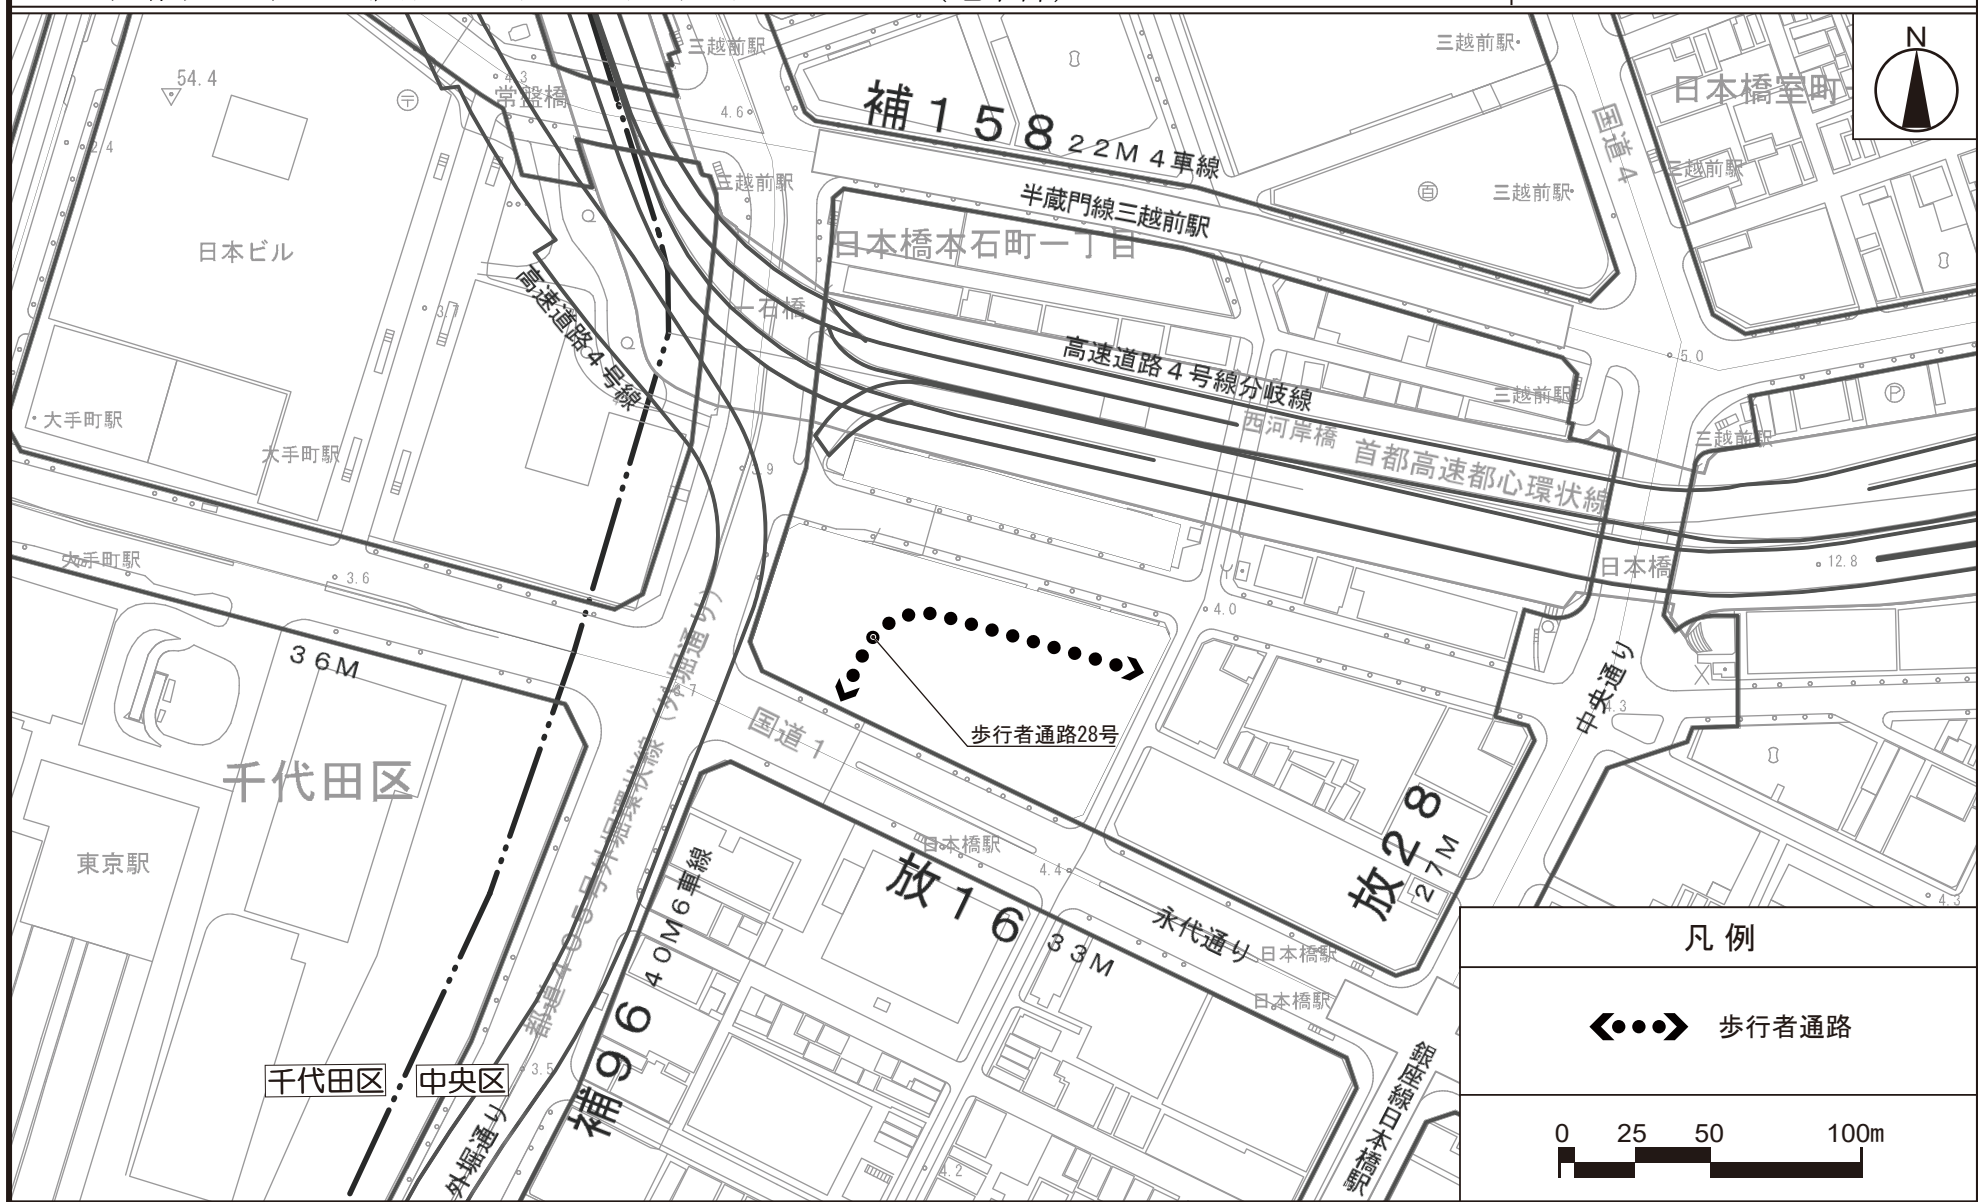 N
三越前駅
三越前駅
54.4
4.3
常盤橋
4.6
補158 22M4車線
国道4
日本橋室町
2.4
三越前駅
三越前駅
三越前駅
半蔵門線三越前駅
日本橋本石町一丁目
日本ビル
高速道路4号線
3.7
一石橋
高速道路4号線分岐線
5.0
三越前駅
三越前駅
大手町駅
大手町駅
西河岸橋
首都高速都心環状線
3.9
大手町駅
3.6
日本橋
12.8
4.0
36M
歩行者通路28号
国道1
中央通り
4.3
千代田区
東京駅
都道405号外堀環状線(外堀通り)
日本橋駅
4.4
放16 33M
永代通り
放28
27M
日本橋駅
日本橋駅
4.3
補96 40M6車線
千代田区
中央区
3.5
外堀通り
4.2
銀座線日本橋駅
凡例
歩行者通路
0 25 50 100m